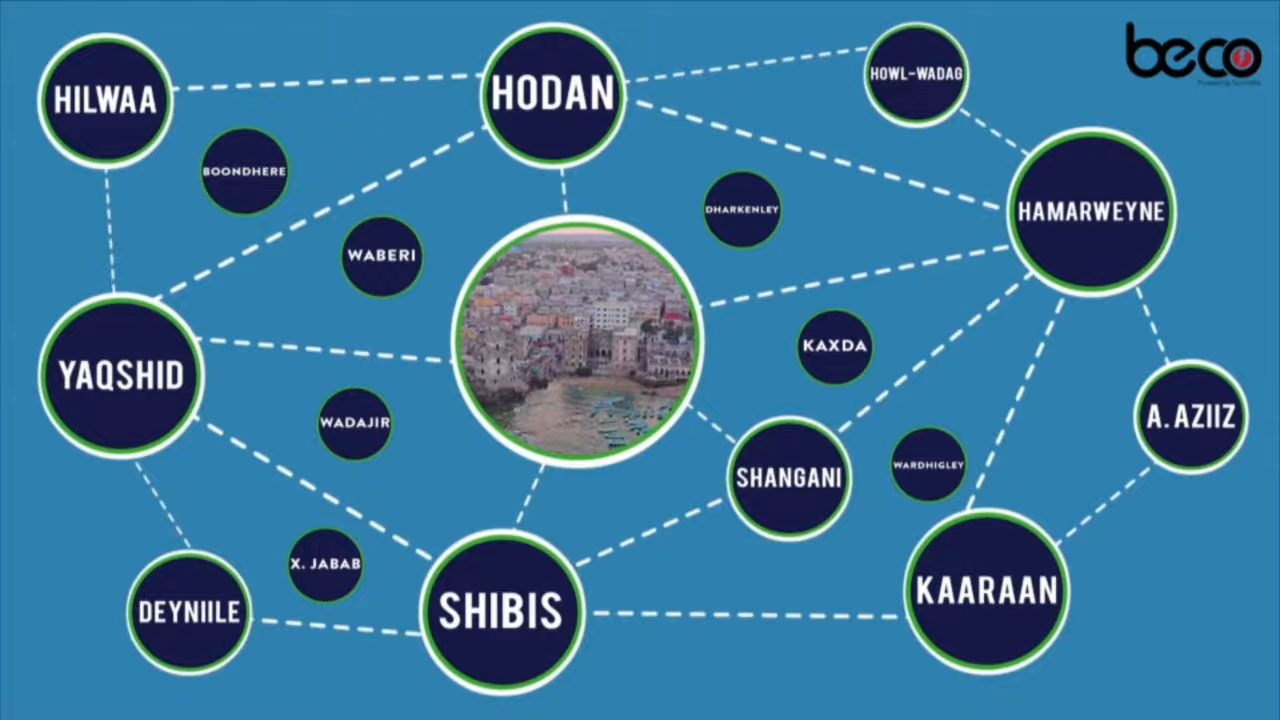 HILWAA
HODAN
HOWL-WADAG
beco
BOONDHERE
DHARKENLEY
HAMARWEYNE
WABERI
KAXDA
YAQSHID
WADAJIR
A. AZIIZ
SHANGANI
WARDHIGLEY
X. JABAB
KAARAAN
DEYNIILE
SHIBIS